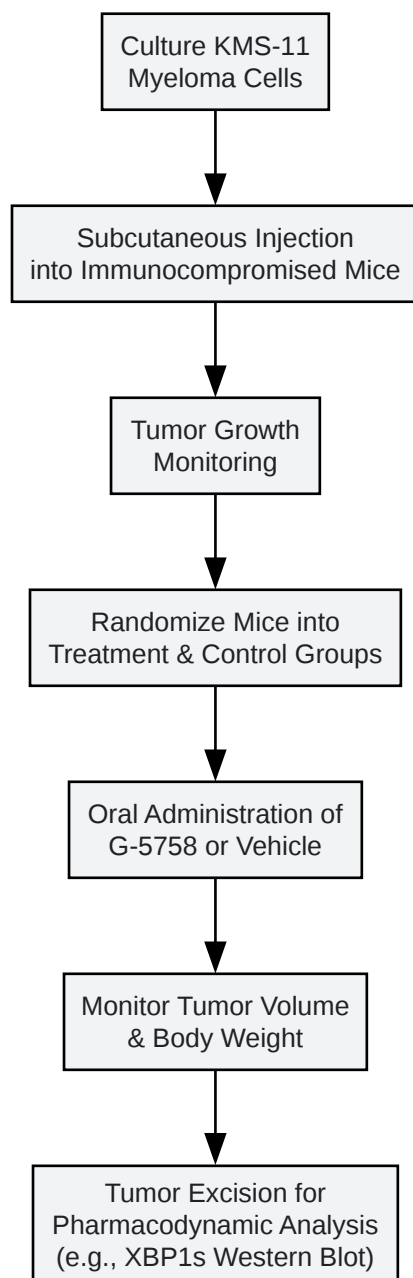 Culture KMS-11
Myeloma Cells
Subcutaneous Injection
into Immunocompromised Mice
Tumor Growth
Monitoring
Randomize Mice into
Treatment & Control Groups
Oral Administration of
G-5758 or Vehicle
Monitor Tumor Volume
& Body Weight
Tumor Excision for
Pharmacodynamic Analysis
(e.g., XBP1s Western Blot)